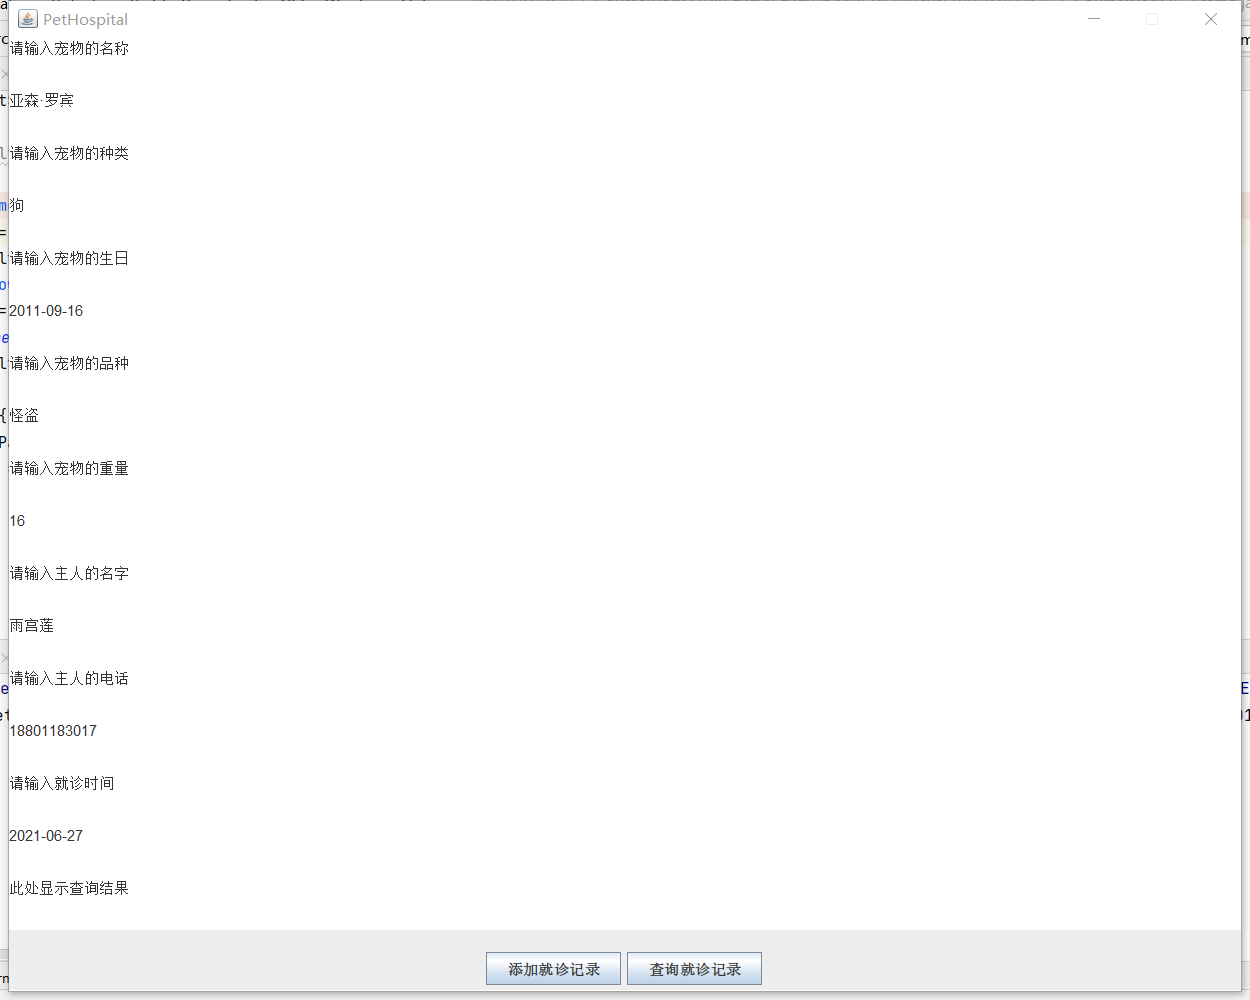 PetHospital
请输入宠物的名称
亚森·罗宾
请输入宠物的种类
狗
请输入宠物的生日
2011-09-16
请输入宠物的品种
怪盗
请输入宠物的重量
16
请输入主人的名字
雨宫莲
请输入主人的电话
18801183017
请输入就诊时间
2021-06-27
此处显示查询结果
添加就诊记录 查询就诊记录